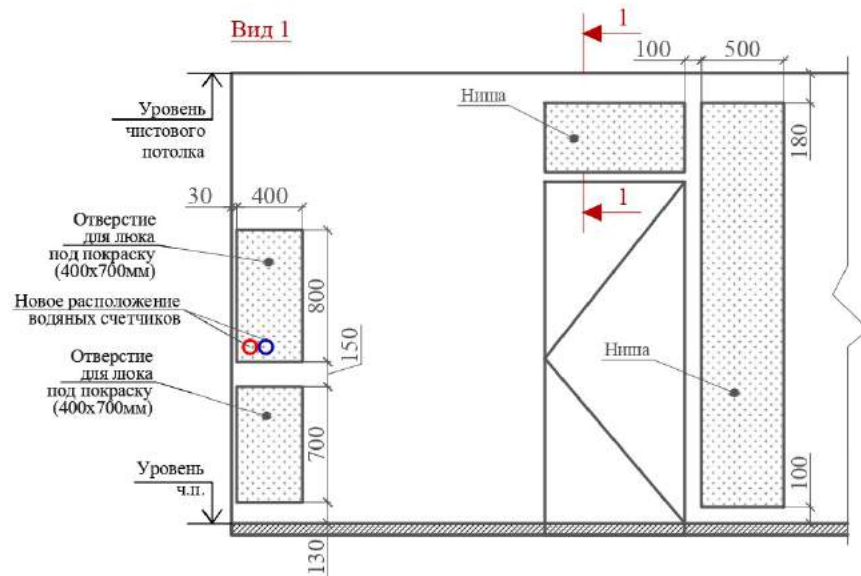 Вид 1
1
100
500
Уровень
чистового
потолка
Ниша
180
1
30
400
Отверстие
для люка
под покраску
(400х700мм)
800
Новое расположение
водяных счетчиков
150
Ниша
Отверстие
для люка
под покраску
(400х700мм)
700
Уровень
ч.п.
100
130